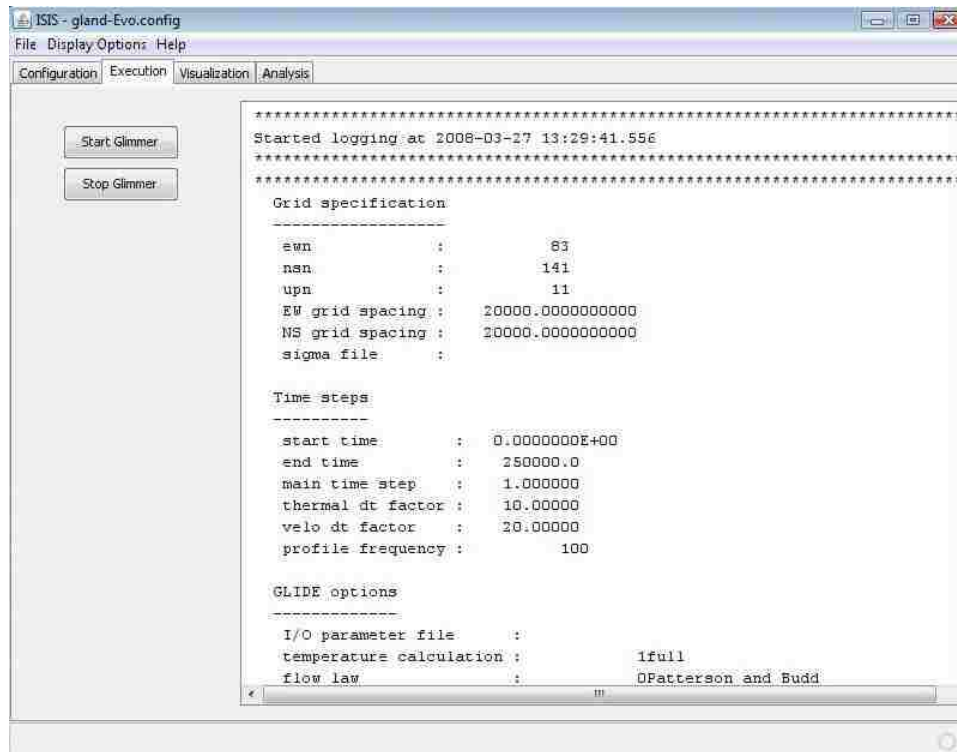 ISIS - gland-Evo.config
File Display Options Help
Configuration Execution Visualization Analysis
Start Glimmer
Stop Glimmer
******************************************************************************
Started logging at 2008-03-27 13:29:41.556
******************************************************************************
******************************************************************************
Grid specification
------------------
ewn : 83
nsn : 141
upn : 11
EW grid spacing : 20000.0000000000
NS grid spacing : 20000.0000000000
sigma file :
Time steps
----------
start time : 0.0000000E+00
end time : 250000.0
main time step : 1.000000
thermal dt factor : 10.00000
velo dt factor : 20.00000
profile frequency : 100
GLIDE options
-------------
I/O parameter file :
temperature calculation : 1full
flow law : 0Patterson and Budd